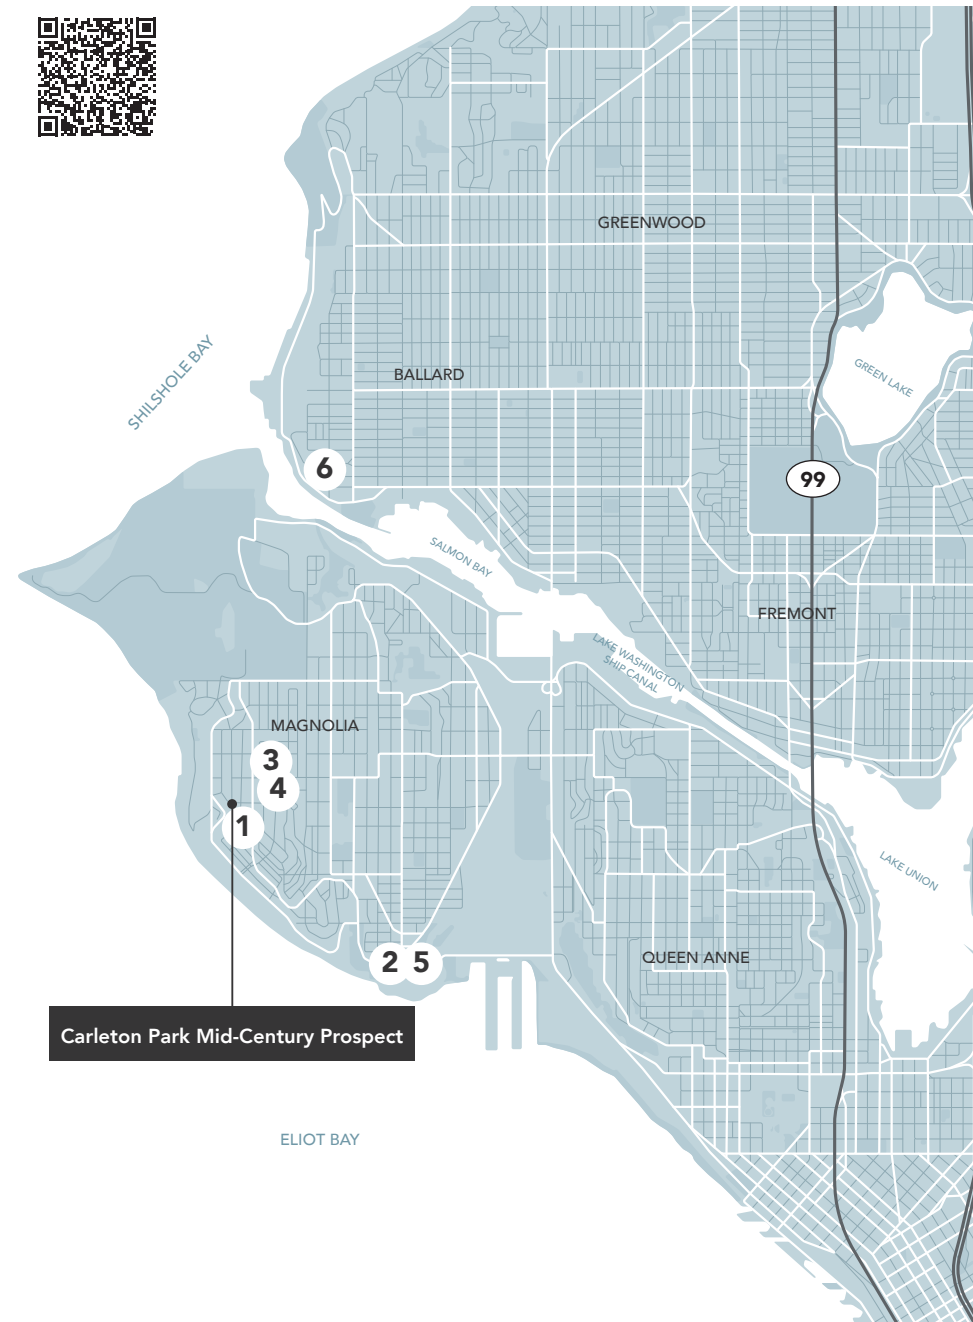 GREENWOOD
SHILSHOLE BAY
BALLARD
GREEN LAKE
6
99
SALMON BAY
FREMONT
LAKE WASHINGTON
SHIP CANAL
MAGNOLIA
3
4
1
LAKE UNION
2 5
QUEEN ANNE
Carleton Park Mid-Century Prospect
ELIOT BAY